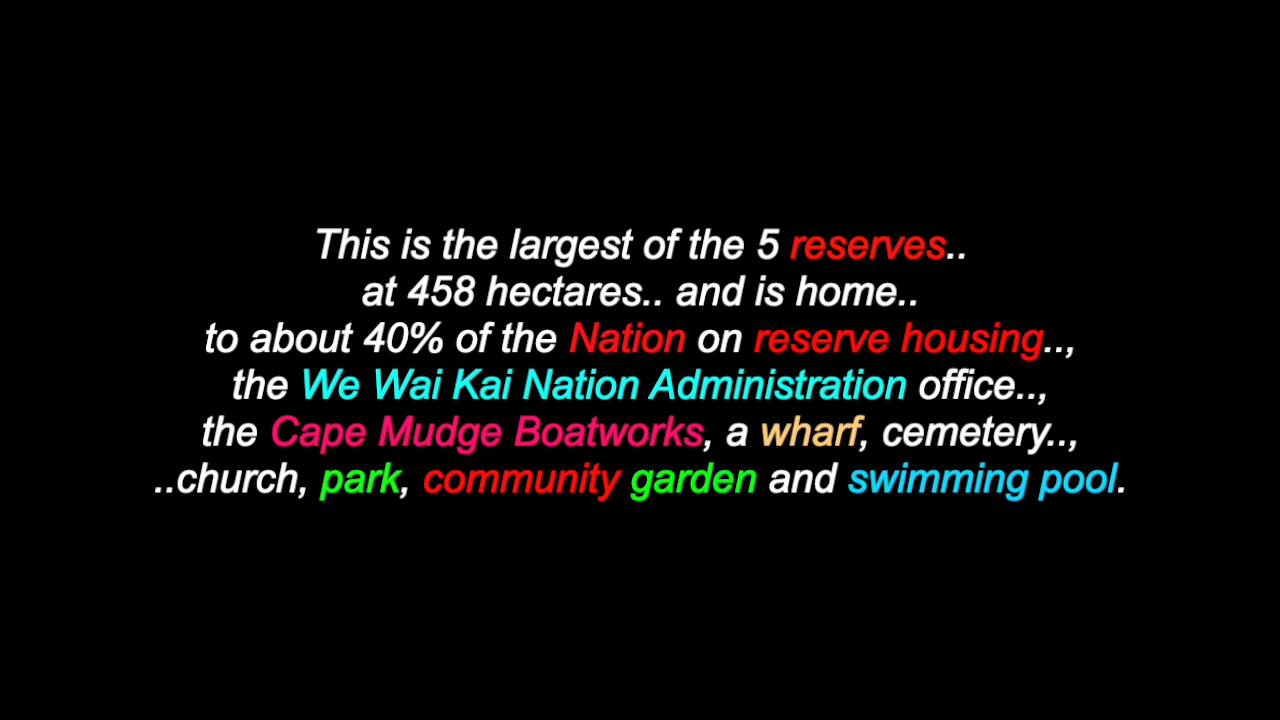 This is the largest of the 5 reserves..
at 458 hectares.. and is home..
to about 40% of the Nation on reserve housing..,
the We Wai Kai Nation Administration office..,
the Cape Mudge Boatworks, a wharf, cemetery..,
..church, park, community garden and swimming pool.